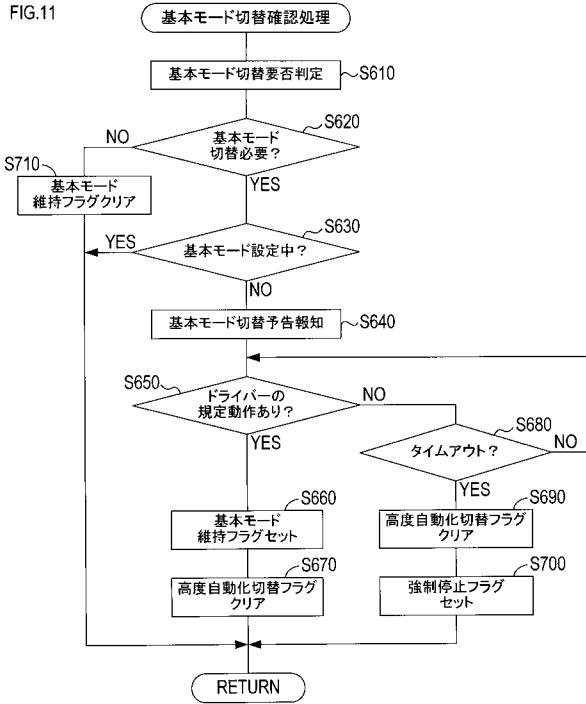 FIG.11
基本モード切替確認処理
基本モード切替要否判定
S610
S620
基本モード
切替必要？
NO
YES
S710
基本モード
維持フラグクリア
S630
基本モード設定中？
YES
NO
基本モード切替予告報知
S640
S650
ドライバーの
規定動作あり？
NO
YES
S680
タイムアウト？
NO
YES
S660
基本モード
維持フラグセット
S690
高度自動化切替フラグ
クリア
S670
高度自動化切替フラグ
クリア
S700
強制停止フラグ
セット
RETURN